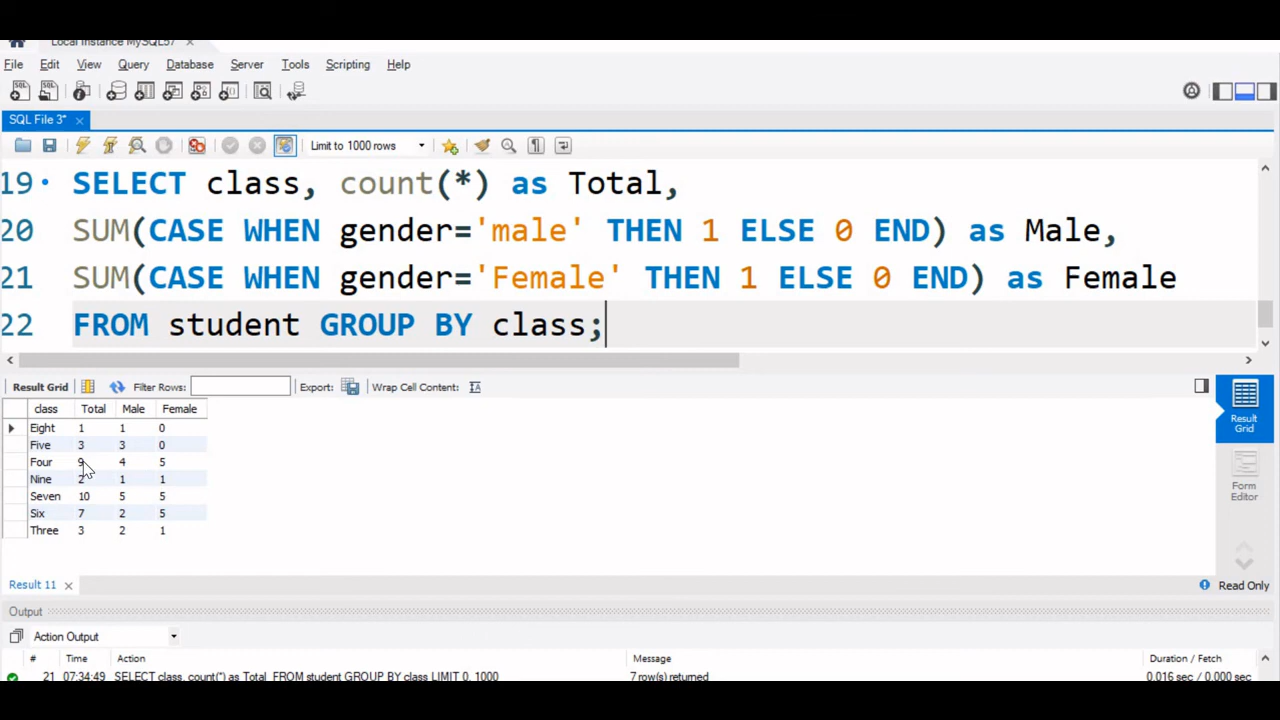 Local Instance MySQL57
File Edit View Query Database Server Tools Scripting Help
SQL File 3*
Limit to 1000 rows
19 SELECT class, count(*) as Total,
20 SUM(CASE WHEN gender='male' THEN 1 ELSE 0 END) as Male,
21 SUM(CASE WHEN gender='Female' THEN 1 ELSE 0 END) as Female
22 FROM student GROUP BY class;
Result Grid Filter Rows: Export: Wrap Cell Content:
class Total Male Female
Eight 1 1 0
Five 3 3 0
Four 9 4 5
Nine 2 1 1
Seven 10 5 5
Six 7 2 5
Three 3 2 1
Result
Grid
Form
Editor
Result 11
Read Only
Output
Action Output
# Time Action Message Duration / Fetch
21 07:34:49 SELECT class, count(*) as Total FROM student GROUP BY class LIMIT 0, 1000 7 row(s) returned 0.016 sec / 0.000 sec